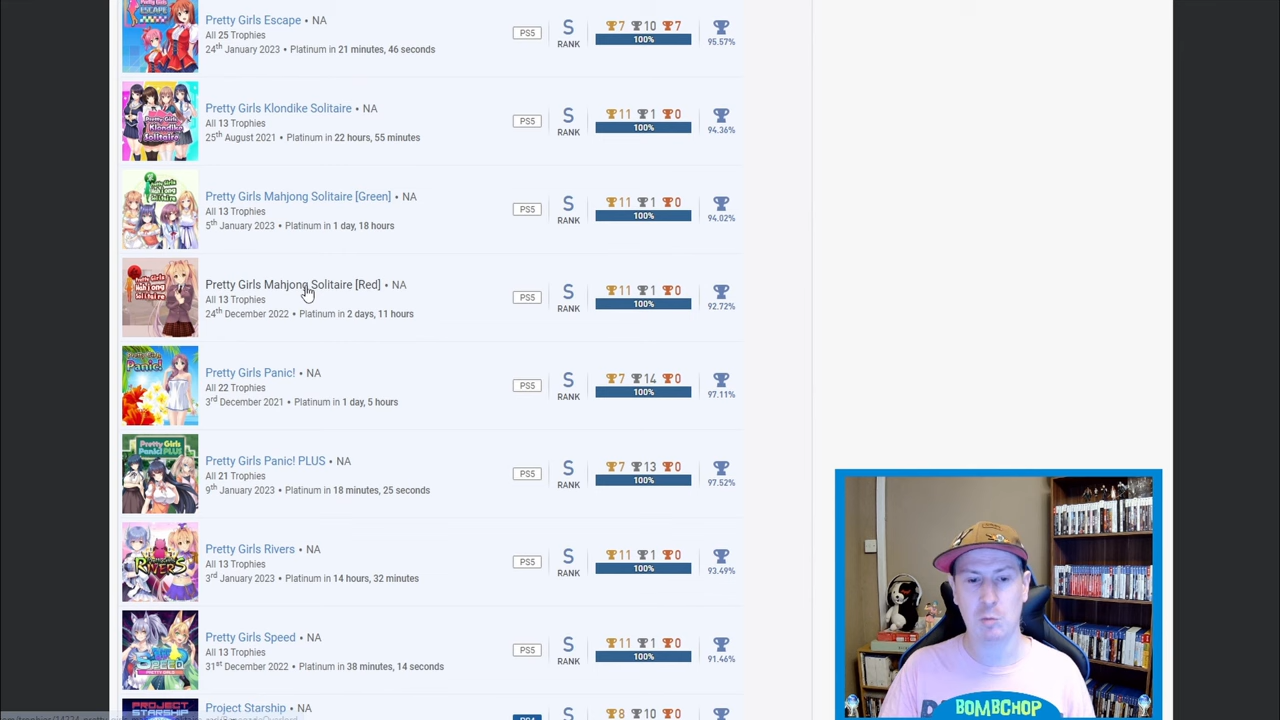 Pretty Girls Escape • NA
All 25 Trophies
24th January 2023 • Platinum in 21 minutes, 46 seconds
PS5
S
RANK
7 10 7
100%
95.57%
Pretty Girls Klondike Solitaire • NA
All 13 Trophies
25th August 2021 • Platinum in 22 hours, 55 minutes
PS5
S
RANK
11 1 0
100%
94.36%
Pretty Girls Mahjong Solitaire [Green] • NA
All 13 Trophies
5th January 2023 • Platinum in 1 day, 18 hours
PS5
S
RANK
11 1 0
100%
94.02%
Pretty Girls Mahjong Solitaire [Red] • NA
All 13 Trophies
24th December 2022 • Platinum in 2 days, 11 hours
PS5
S
RANK
11 1 0
100%
92.72%
Pretty Girls Panic! • NA
All 22 Trophies
3rd December 2021 • Platinum in 1 day, 5 hours
PS5
S
RANK
7 14 0
100%
97.11%
Pretty Girls Panic! PLUS • NA
All 21 Trophies
9th January 2023 • Platinum in 18 minutes, 25 seconds
PS5
S
RANK
7 13 0
100%
97.52%
Pretty Girls Rivers • NA
All 13 Trophies
3rd January 2023 • Platinum in 14 hours, 32 minutes
PS5
S
RANK
11 1 0
100%
93.49%
Pretty Girls Speed • NA
All 13 Trophies
31st December 2022 • Platinum in 38 minutes, 14 seconds
PS5
S
RANK
11 1 0
100%
91.46%
Project Starship • NA
PS4
S
8 10 0
BOMBCHOP